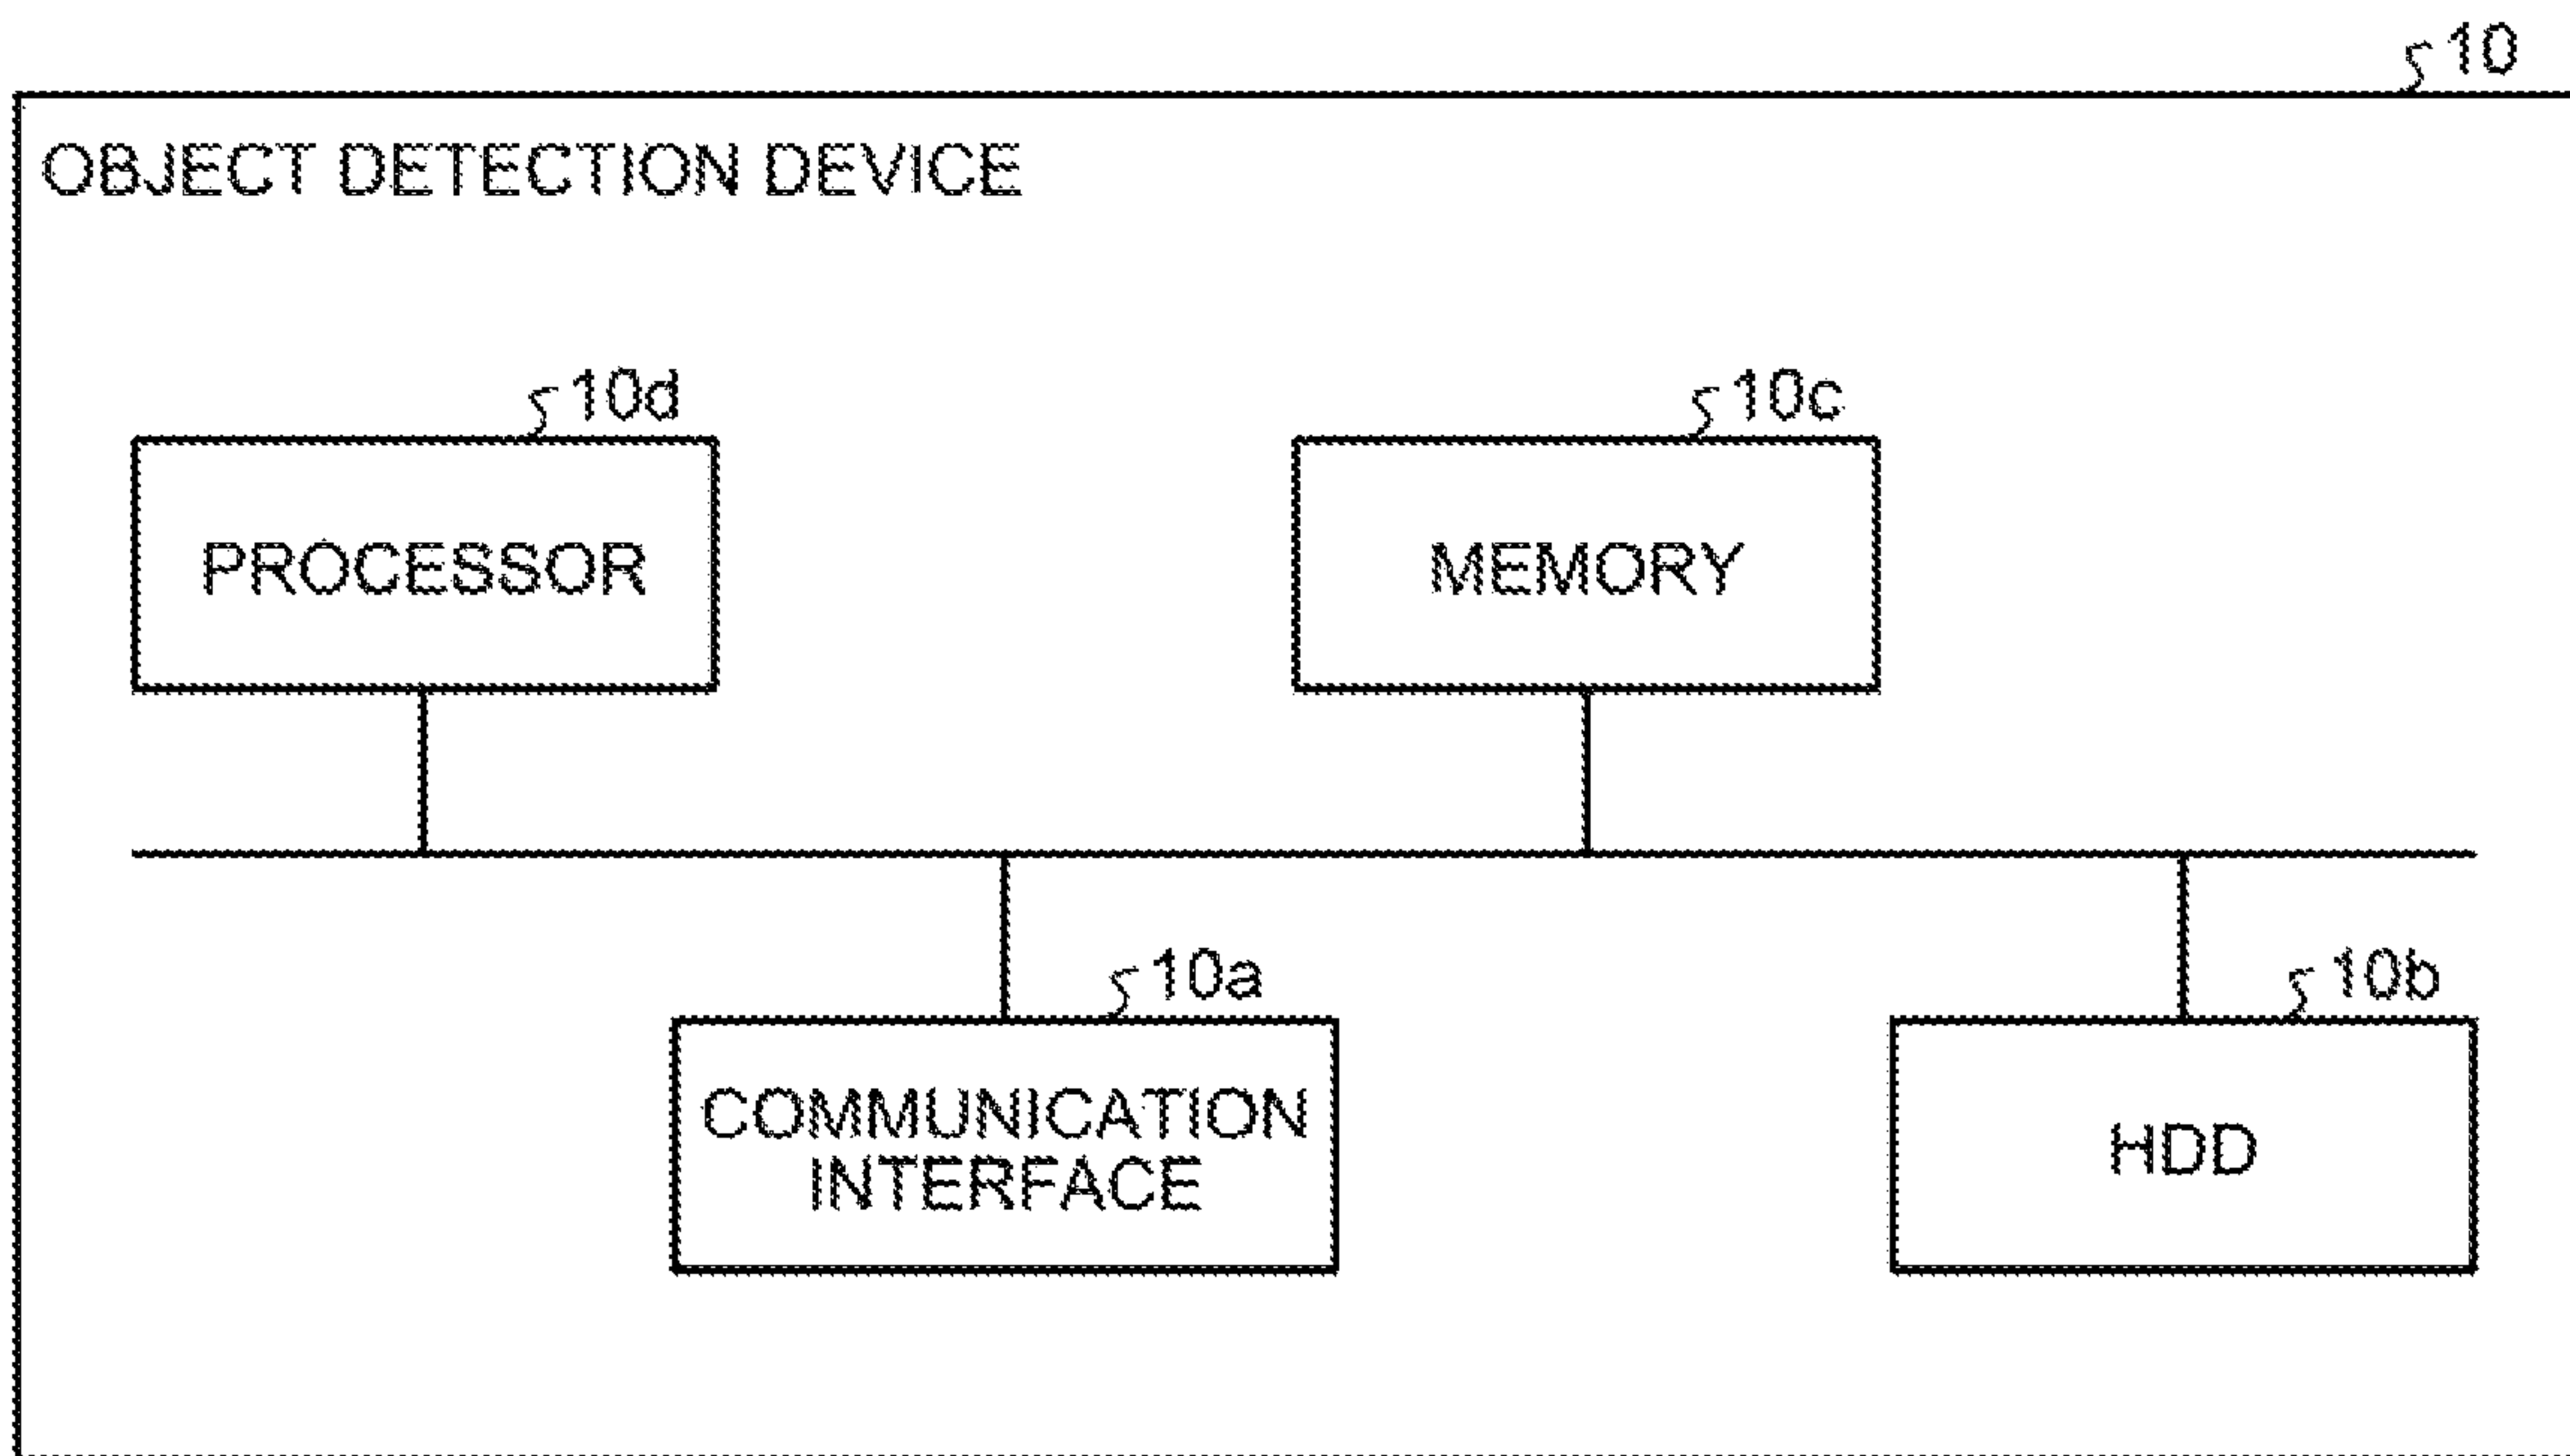 10
OBJECT DETECTION DEVICE
10d
10c
PROCESSOR
MEMORY
10a
10b
COMMUNICATION
INTERFACE
HDD